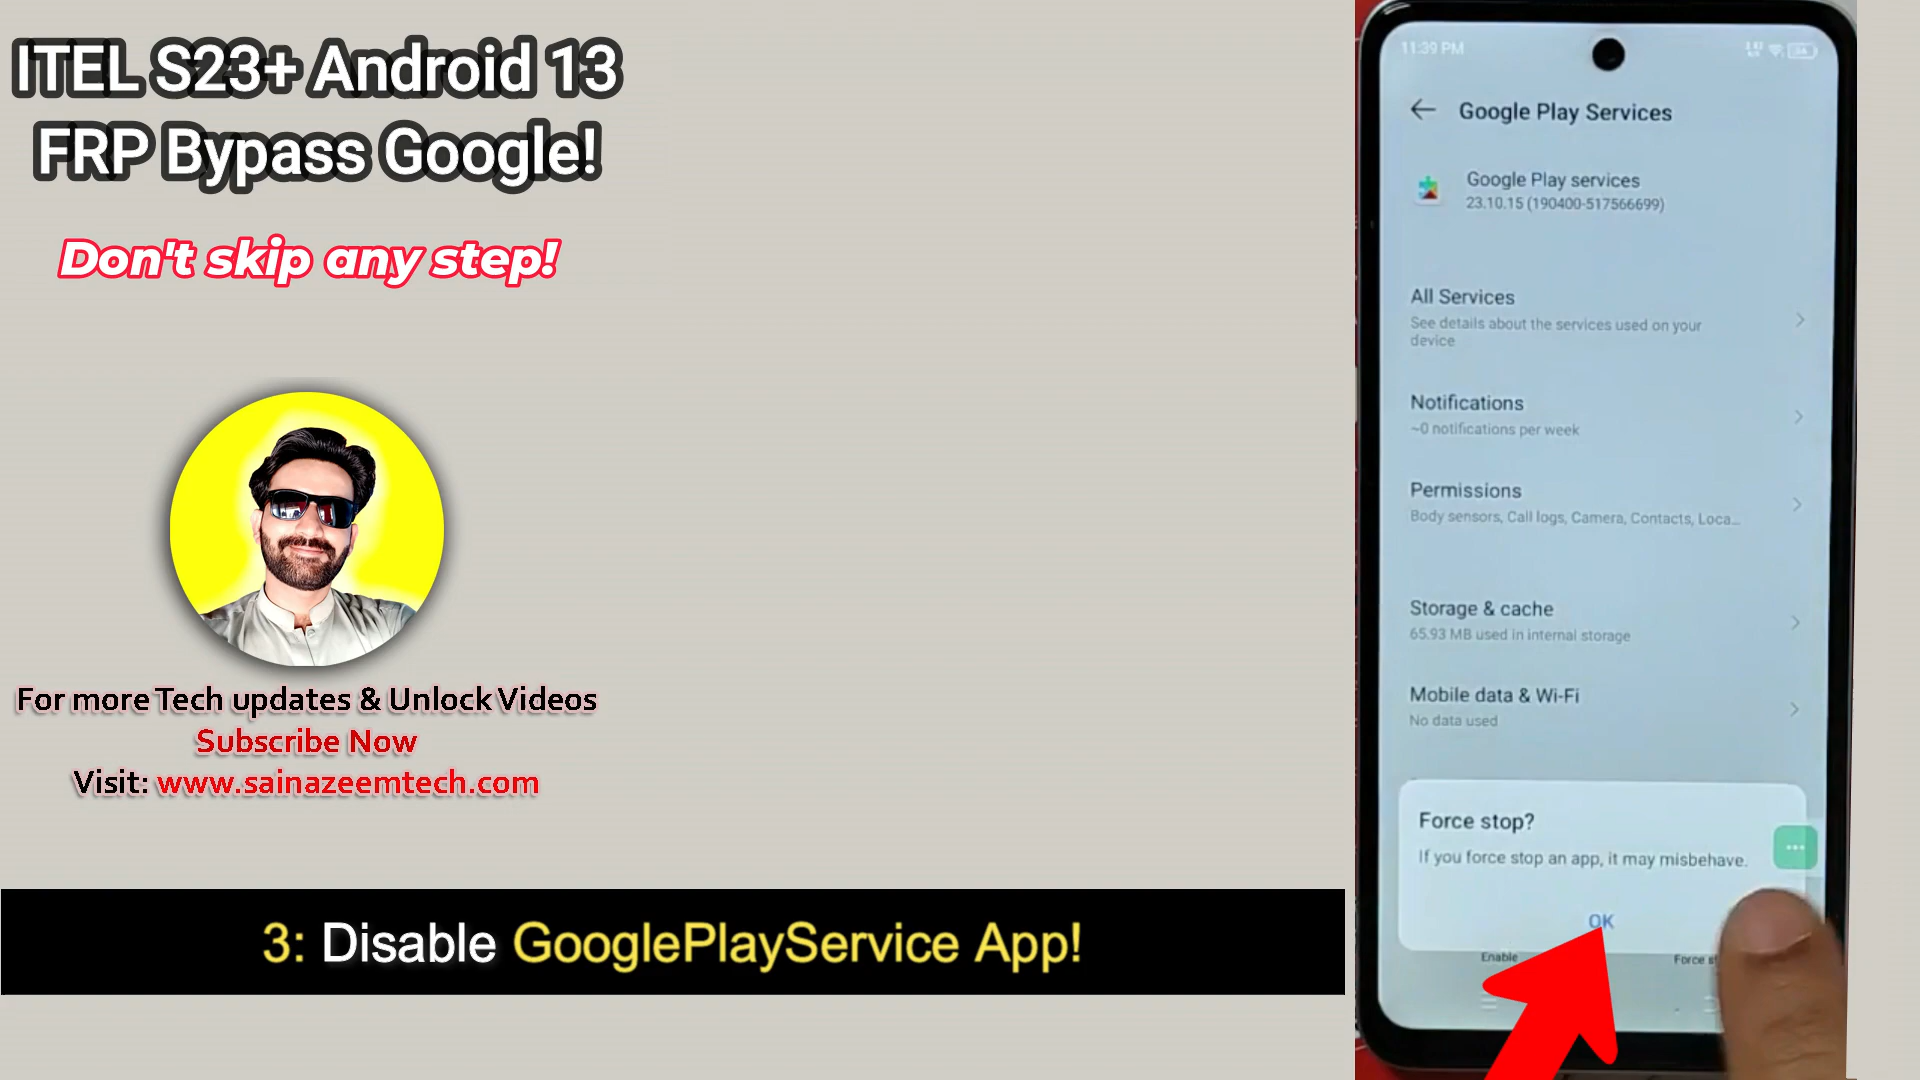 ITEL S23+ Android 13
FRP Bypass Google!
Don't skip any step!
For more Tech updates & Unlock Videos
Subscribe Now
Visit: www.sainazeemtech.com
3: Disable GooglePlayService App!
11:39 PM
Google Play Services
Google Play services
23.10.15 (190400-517566699)
All Services
See details about the services used on your
device
Notifications
~0 notifications per week
Permissions
Body sensors, Call logs, Camera, Contacts, Loca...
Storage & cache
65.93 MB used in internal storage
Mobile data & Wi-Fi
No data used
Force stop?
If you force stop an app, it may misbehave.
OK
Enable
Force